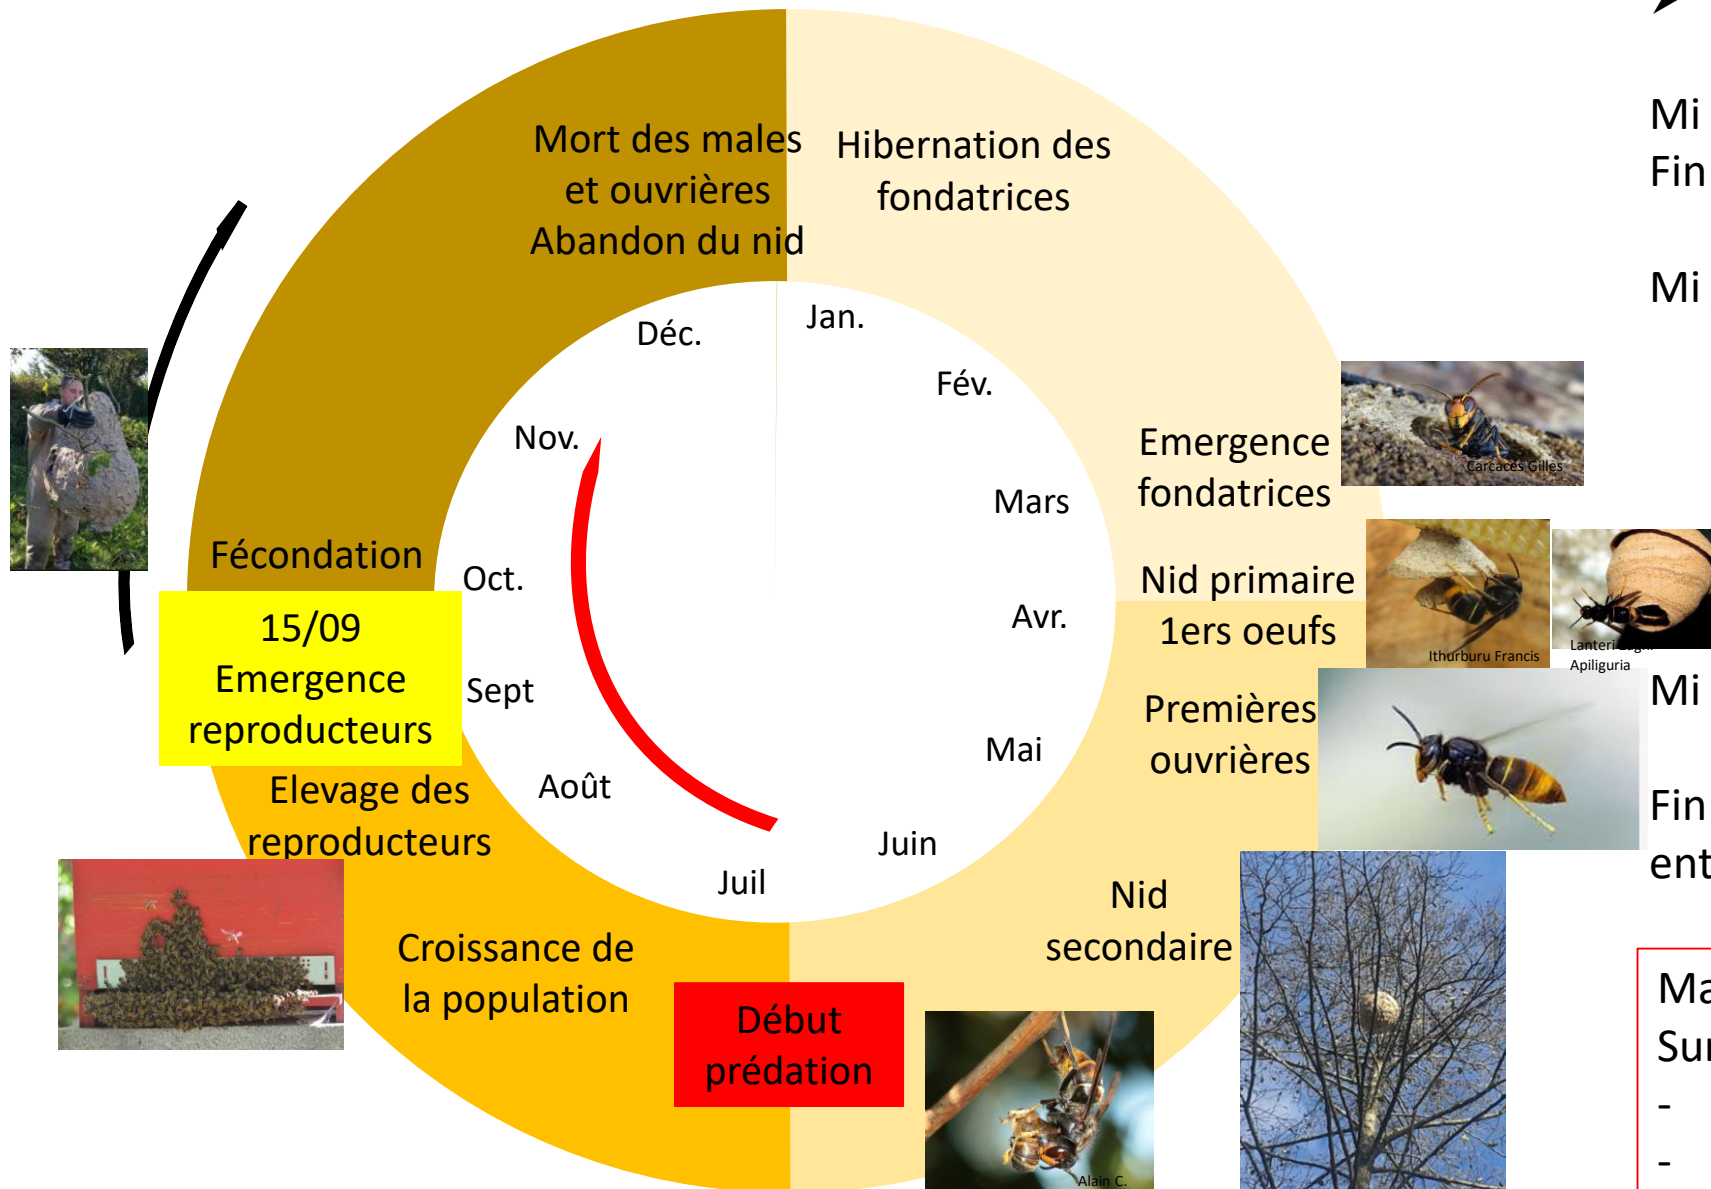 Mort des males
et ouvrières
Abandon du nid
Hibernation des
fondatrices
Déc.
Jan.
Fév.
Nov.
Mars
Oct.
Avr.
Sept
Mai
Août
Juin
Juil
Emergence
fondatrices
Carcacés Gilles
Nid primaire
1ers oeufs
Ithurburu Francis
Lanteri
Apiliguria
Premières
ouvrières
Nid
secondaire
Début
prédation
Alain C.
Croissance de
la population
Elevage des
reproducteurs
15/09
Emergence
reproducteurs
Fécondation
Mi
Fin
Mi
Mi
Fin
ent
Ma
Sur
-
-